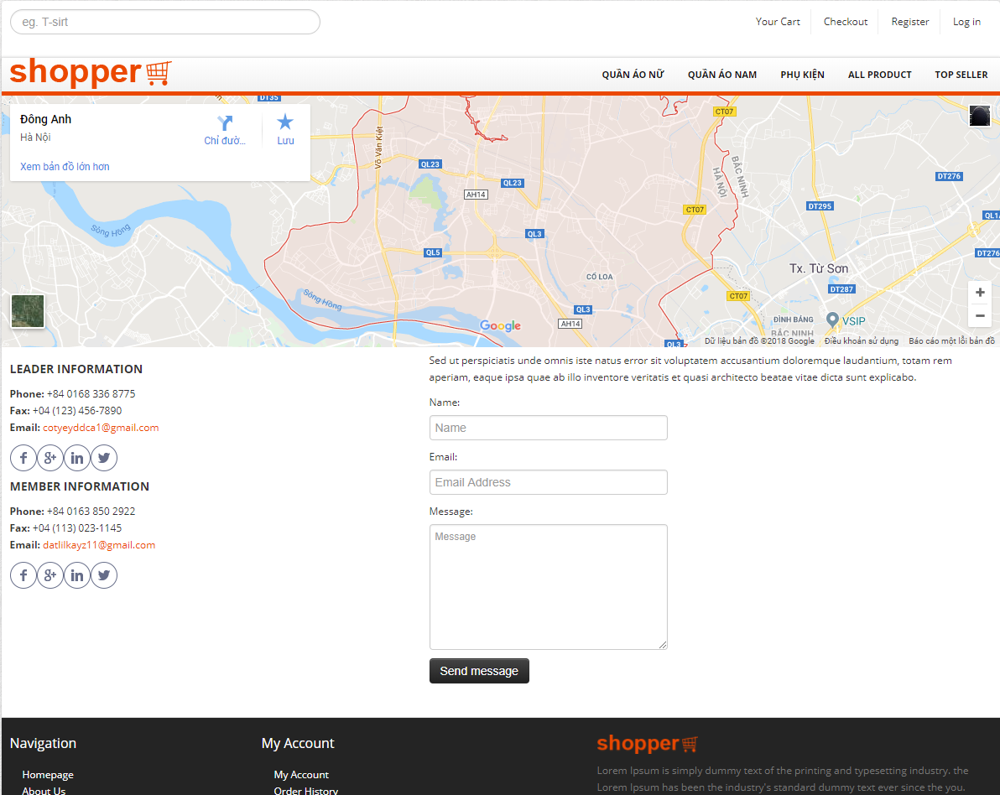 eg. T-sirt
Your Cart Checkout Register Log in
shopper
QUẦN ÁO NỮ QUẦN ÁO NAM PHỤ KIỆN ALL PRODUCT TOP SELLER
Đông Anh
Hà Nội
Chỉ đườ...
Lưu
Xem bản đồ lớn hơn
DT35
CT07
Võ Văn Kiệt
QL23
QL23
AH14
HÀ NỘI
BẮC NINH
DT276
CT07
DT295
QL1
Sông Hồng
QL3
QL5
DT276
CỔ LOA
Tx. Từ Sơn
DT287
Sông Hồng
CT07
QL3
AH14
ĐÌNH BẢNG
BẮC NINH
VSIP
Google
QL3
Dữ liệu bản đồ ©2018 Google Điều khoản sử dụng Báo cáo một lỗi bản đồ
LEADER INFORMATION
Phone: +84 0168 336 8775
Fax: +04 (123) 456-7890
Email: cotyeyddca1@gmail.com
MEMBER INFORMATION
Phone: +84 0163 850 2922
Fax: +04 (113) 023-1145
Email: datlilkayz11@gmail.com
Sed ut perspiciatis unde omnis iste natus error sit voluptatem accusantium doloremque laudantium, totam rem
aperiam, eaque ipsa quae ab illo inventore veritatis et quasi architecto beatae vitae dicta sunt explicabo.
Name:
Name
Email:
Email Address
Message:
Message
Send message
Navigation
Homepage
About Us
My Account
My Account
Order History
shopper
Lorem Ipsum is simply dummy text of the printing and typesetting industry. the
Lorem Ipsum has been the industry's standard dummy text ever since the you.